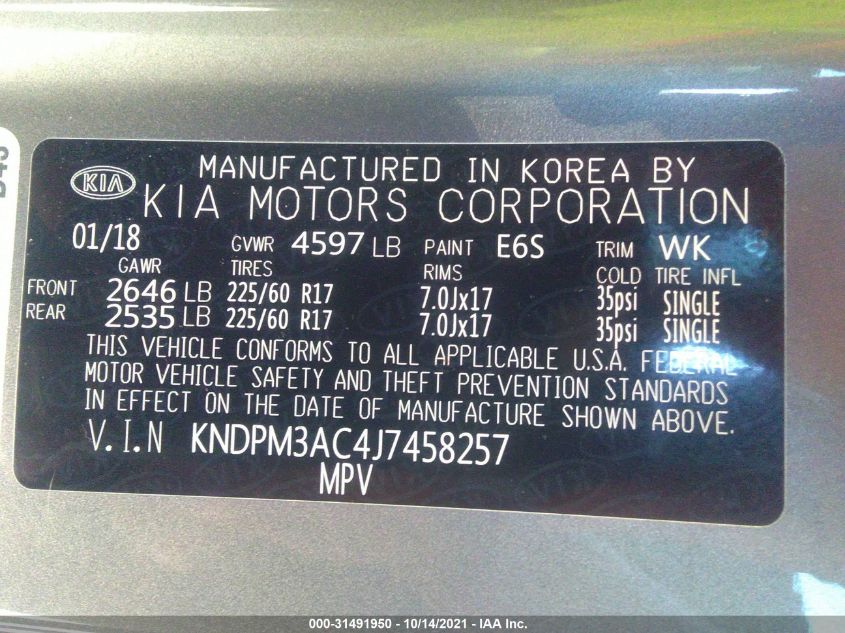 MANUFACTURED IN KOREA BY
KIA KIA MOTORS CORPORATION
01/18 GVWR 4597 LB PAINT E6S TRIM WK
GAWR TIRES RIMS COLD TIRE INFL
FRONT 2646 LB 225/60 R17 7.0Jx17 35psi SINGLE
REAR 2535 LB 225/60 R17 7.0Jx17 35psi SINGLE
THIS VEHICLE CONFORMS TO ALL APPLICABLE U.S.A. FEDERAL
MOTOR VEHICLE SAFETY AND THEFT PREVENTION STANDARDS
IN EFFECT ON THE DATE OF MANUFACTURE SHOWN ABOVE.
V.I.N KNDPM3AC4J7458257
MPV
000-31491950 | 10/14/2021 - IAA Inc.